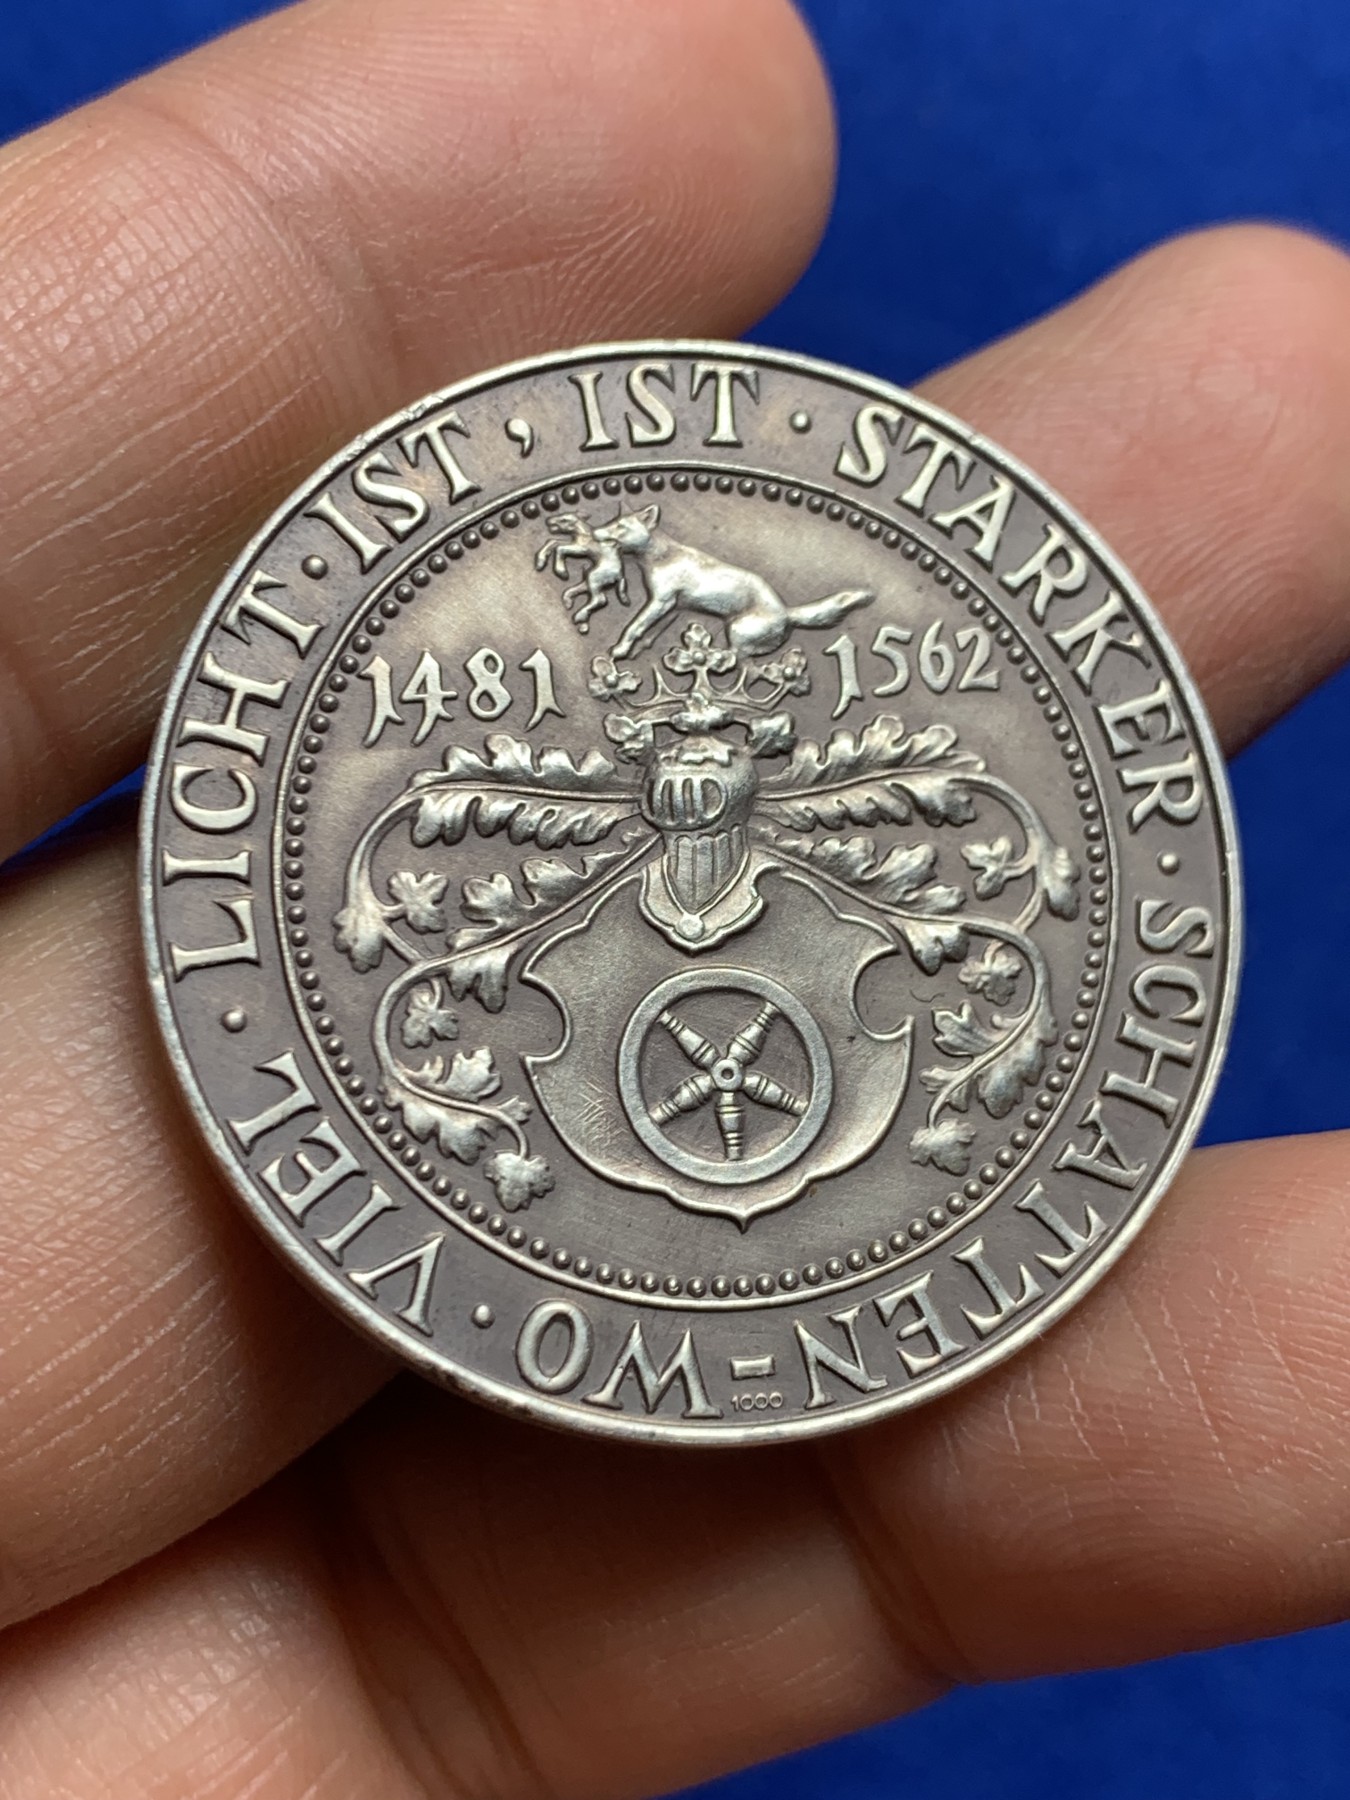 WO · VIEL · LICHT · IST , IST · STARKER · SCHATTEN -
1481 1562
1000